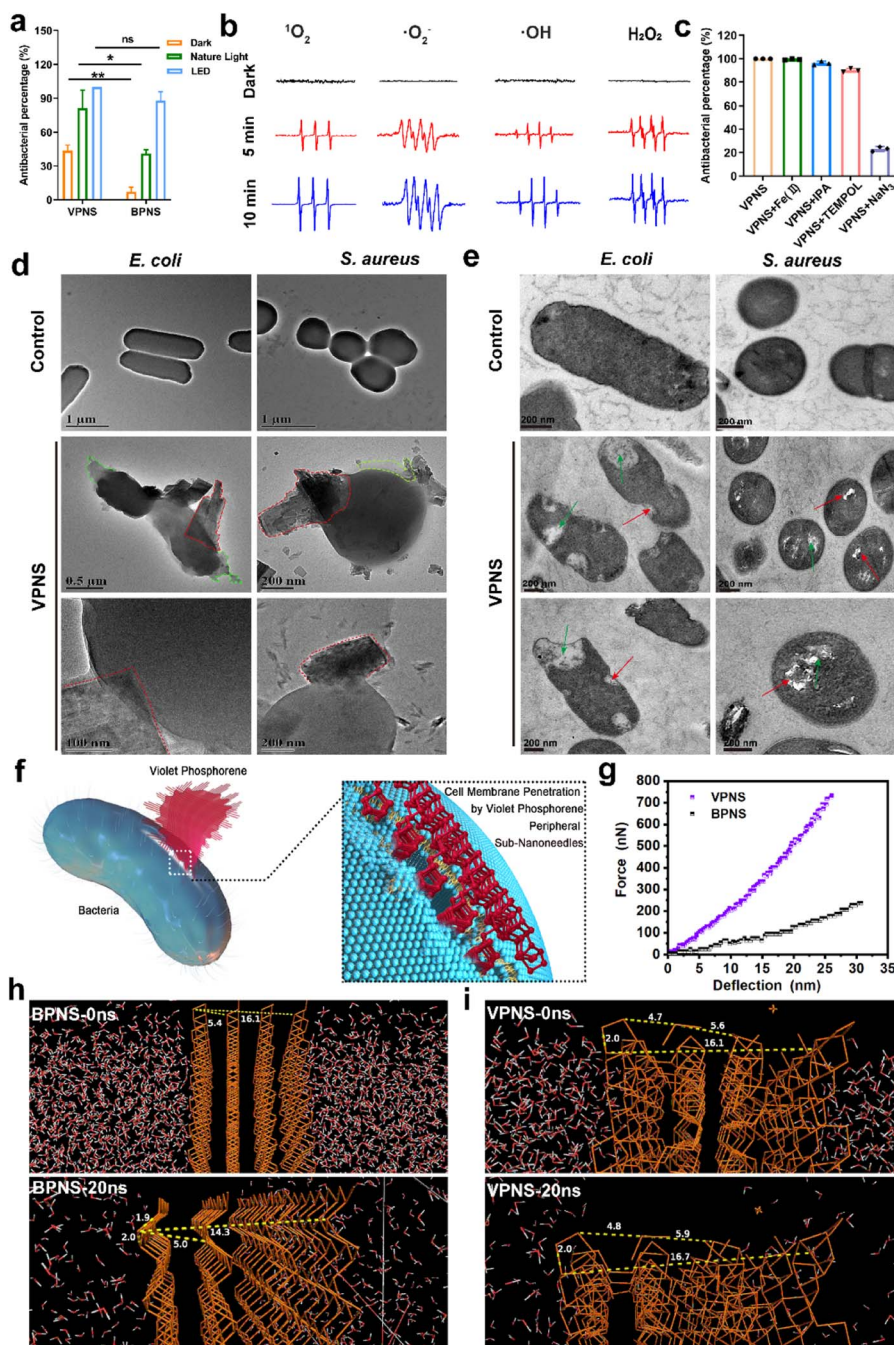 a
Antibacterial percentage (%)
150
120
90
60
30
0
ns
*
**
Dark
Nature Light
LED
VPNS
BPNS
b
¹O₂
·O₂⁻
·OH
H₂O₂
Dark
5 min
10 min
c
Antibacterial percentage (%)
120
100
80
60
40
20
0
VPNS
VPNS+Fe(II)
VPNS+IPA
VPNS+TEMPOL
VPNS+NaN₃
d
E. coli
S. aureus
Control
1 μm
1 μm
VPNS
0.5 μm
200 nm
100 nm
200 nm
e
E. coli
S. aureus
Control
200 nm
200 nm
VPNS
200 nm
200 nm
200 nm
200 nm
f
Violet Phosphorene
Bacteria
Cell Membrane Penetration
by Violet Phosphorene
Peripheral
Sub-Nanoneedles
g
Force (nN)
800
700
600
500
400
300
200
100
0
VPNS
BPNS
0 5 10 15 20 25 30 35
Deflection (nm)
h
BPNS-0ns
5.4
16.1
BPNS-20ns
1.9
2.0
14.3
5.0
i
VPNS-0ns
4.7
5.6
2.0
16.1
VPNS-20ns
4.8
5.9
2.0
16.7